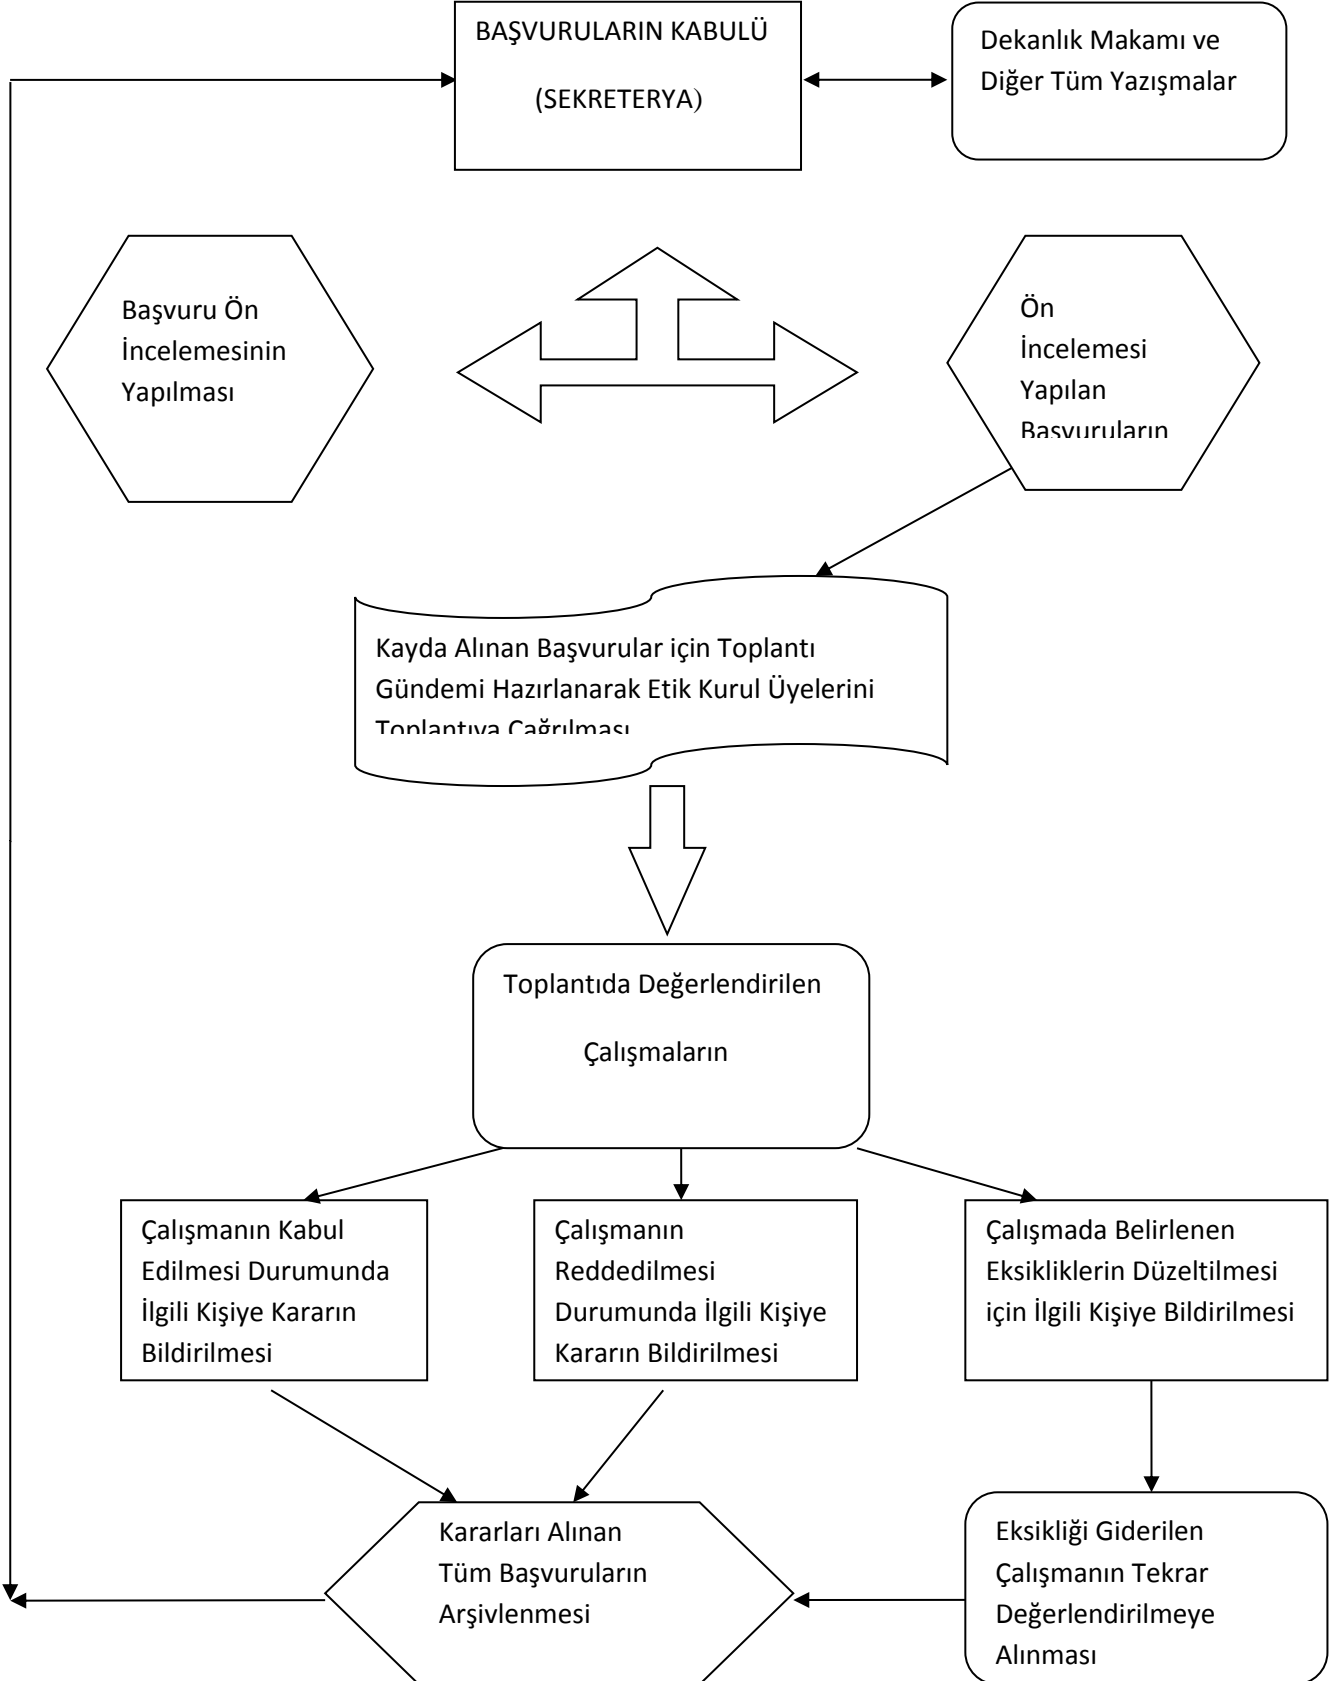 BAŞVURULARIN KABULÜ
(SEKRETERYA)
Dekanlık Makamı ve
Diğer Tüm Yazışmalar
Başvuru Ön
İncelemesinin
Yapılması
Ön
İncelemesi
Yapılan
Başvuruların
Kayda Alınan Başvurular için Toplantı
Gündemi Hazırlanarak Etik Kurul Üyelerini
Toplantıya Çağrılması
Toplantıda Değerlendirilen
Çalışmaların
Çalışmanın Kabul
Edilmesi Durumunda
İlgili Kişiye Kararın
Bildirilmesi
Çalışmanın
Reddedilmesi
Durumunda İlgili Kişiye
Kararın Bildirilmesi
Çalışmada Belirlenen
Eksikliklerin Düzeltilmesi
için İlgili Kişiye Bildirilmesi
Kararları Alınan
Tüm Başvuruların
Arşivlenmesi
Eksikliği Giderilen
Çalışmanın Tekrar
Değerlendirilmeye
Alınması